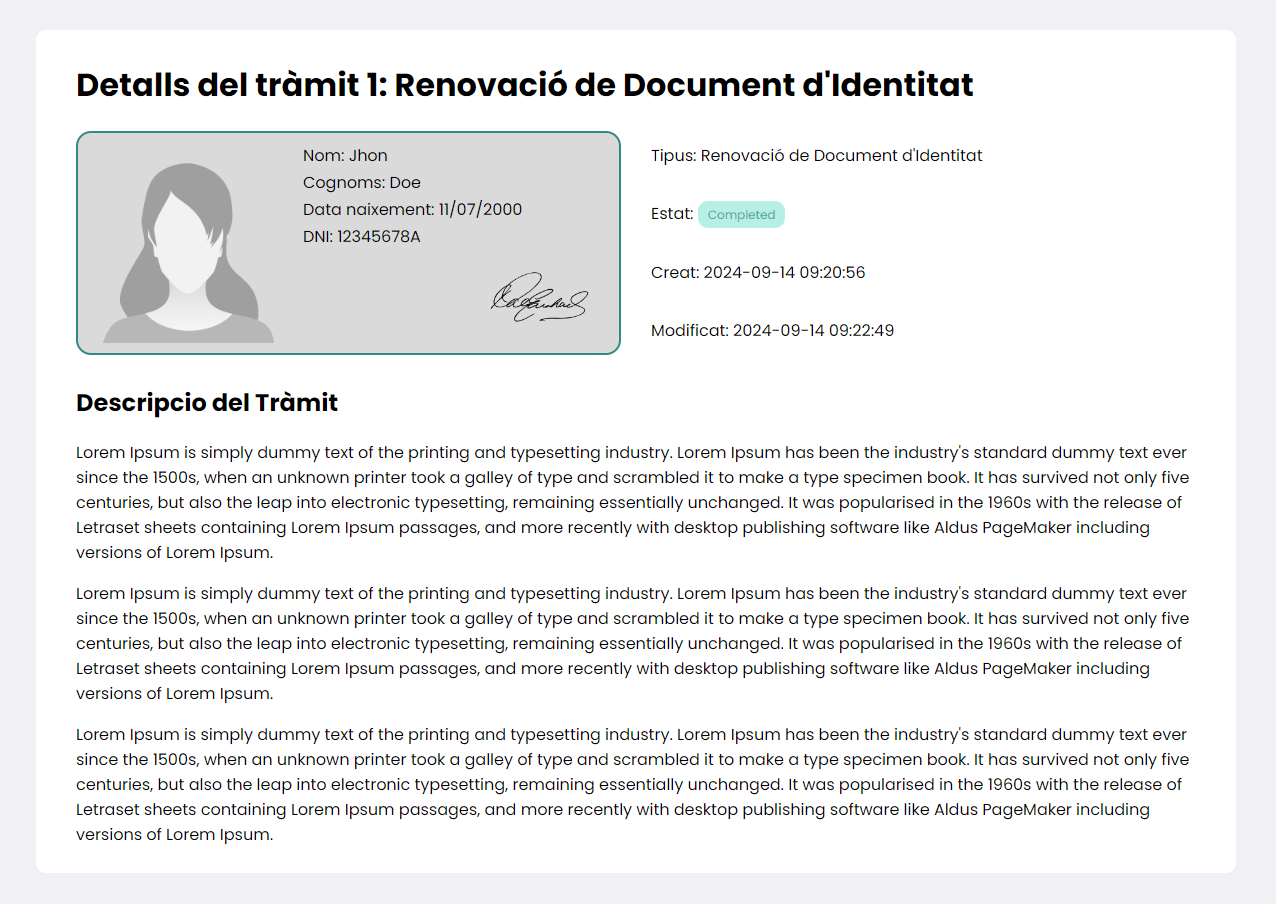 Detalls del tràmit 1: Renovació de Document d'Identitat
Nom: Jhon
Cognoms: Doe
Data naixement: 11/07/2000
DNI: 12345678A
Tipus: Renovació de Document d'Identitat
Estat: Completed
Creat: 2024-09-14 09:20:56
Modificat: 2024-09-14 09:22:49
Descripcio del Tràmit
Lorem Ipsum is simply dummy text of the printing and typesetting industry. Lorem Ipsum has been the industry's standard dummy text ever
since the 1500s, when an unknown printer took a galley of type and scrambled it to make a type specimen book. It has survived not only five
centuries, but also the leap into electronic typesetting, remaining essentially unchanged. It was popularised in the 1960s with the release of
Letraset sheets containing Lorem Ipsum passages, and more recently with desktop publishing software like Aldus PageMaker including
versions of Lorem Ipsum.
Lorem Ipsum is simply dummy text of the printing and typesetting industry. Lorem Ipsum has been the industry's standard dummy text ever
since the 1500s, when an unknown printer took a galley of type and scrambled it to make a type specimen book. It has survived not only five
centuries, but also the leap into electronic typesetting, remaining essentially unchanged. It was popularised in the 1960s with the release of
Letraset sheets containing Lorem Ipsum passages, and more recently with desktop publishing software like Aldus PageMaker including
versions of Lorem Ipsum.
Lorem Ipsum is simply dummy text of the printing and typesetting industry. Lorem Ipsum has been the industry's standard dummy text ever
since the 1500s, when an unknown printer took a galley of type and scrambled it to make a type specimen book. It has survived not only five
centuries, but also the leap into electronic typesetting, remaining essentially unchanged. It was popularised in the 1960s with the release of
Letraset sheets containing Lorem Ipsum passages, and more recently with desktop publishing software like Aldus PageMaker including
versions of Lorem Ipsum.